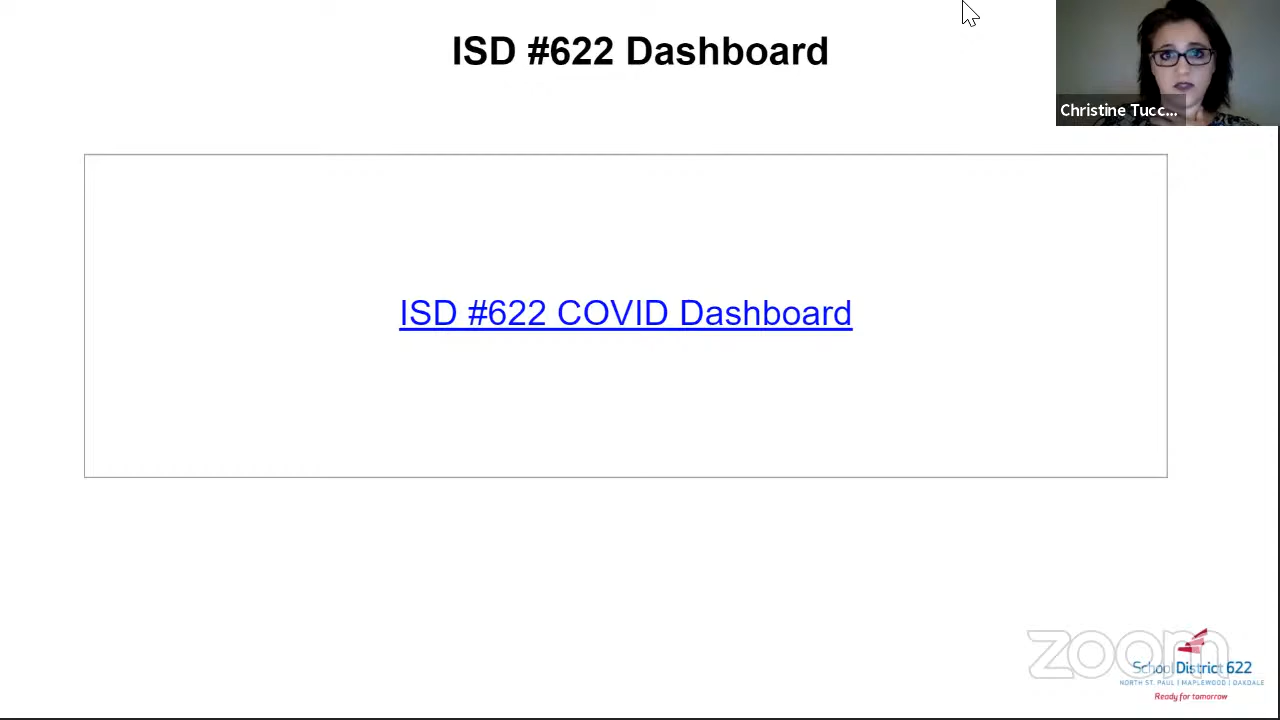 ISD #622 Dashboard
Christine Tucc...
ISD #622 COVID Dashboard
zoom
School District 622
NORTH ST. PAUL | MAPLEWOOD | OAKDALE
Ready for tomorrow